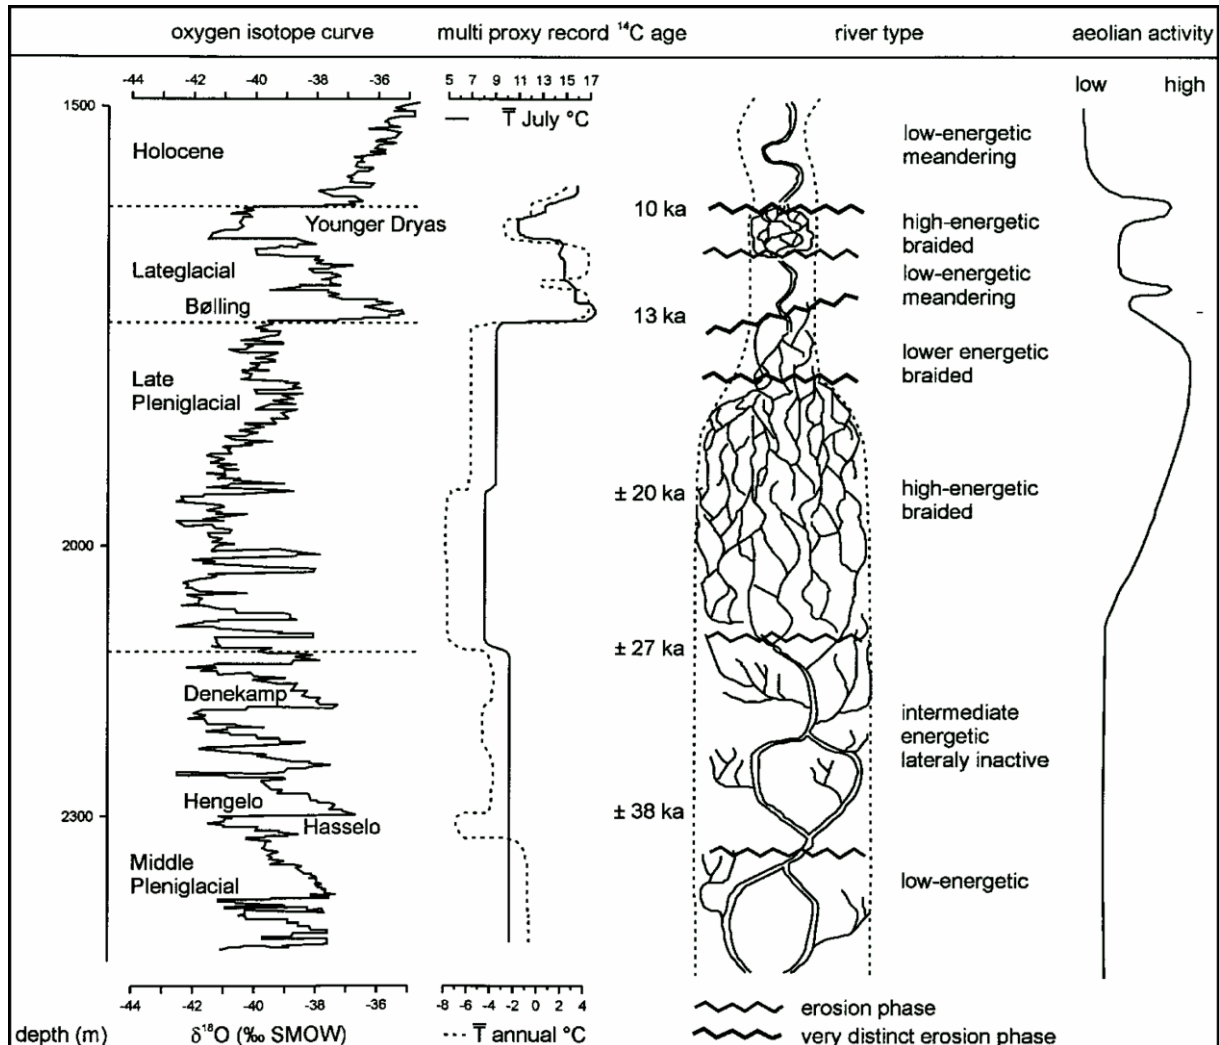 oxygen isotope curve
multi proxy record
¹⁴C age
river type
aeolian activity
-44 -42 -40 -38 -36
5 7 9 11 13 15 17
low high
1500
T̅ July °C
Holocene
low-energetic
meandering
10 ka
Younger Dryas
high-energetic
braided
Lateglacial
low-energetic
meandering
Bølling
13 ka
lower energetic
braided
Late
Pleniglacial
± 20 ka
high-energetic
braided
2000
± 27 ka
Denekamp
intermediate
energetic
lateraly inactive
Hengelo
± 38 ka
2300
Hasselo
Middle
Pleniglacial
low-energetic
-44 -42 -40 -38 -36
-8 -6 -4 -2 0 2 4
erosion phase
depth (m)
δ¹⁸O (‰ SMOW)
T̅ annual °C
very distinct erosion phase